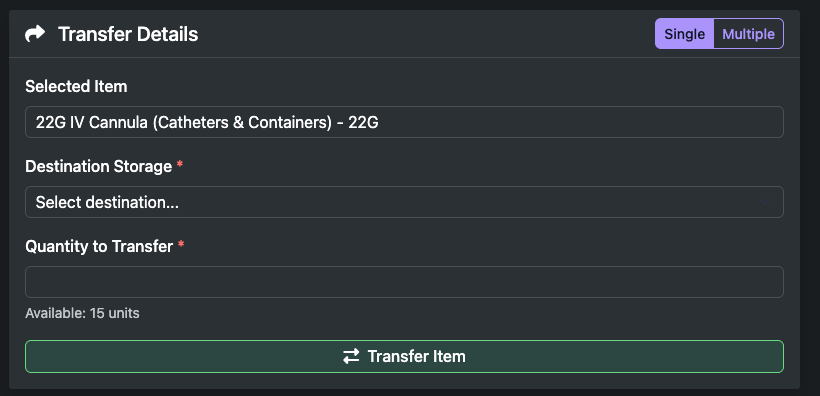 Transfer Details
Single Multiple
Selected Item
22G IV Cannula (Catheters & Containers) - 22G
Destination Storage *
Select destination...
Quantity to Transfer *
Available: 15 units
Transfer Item